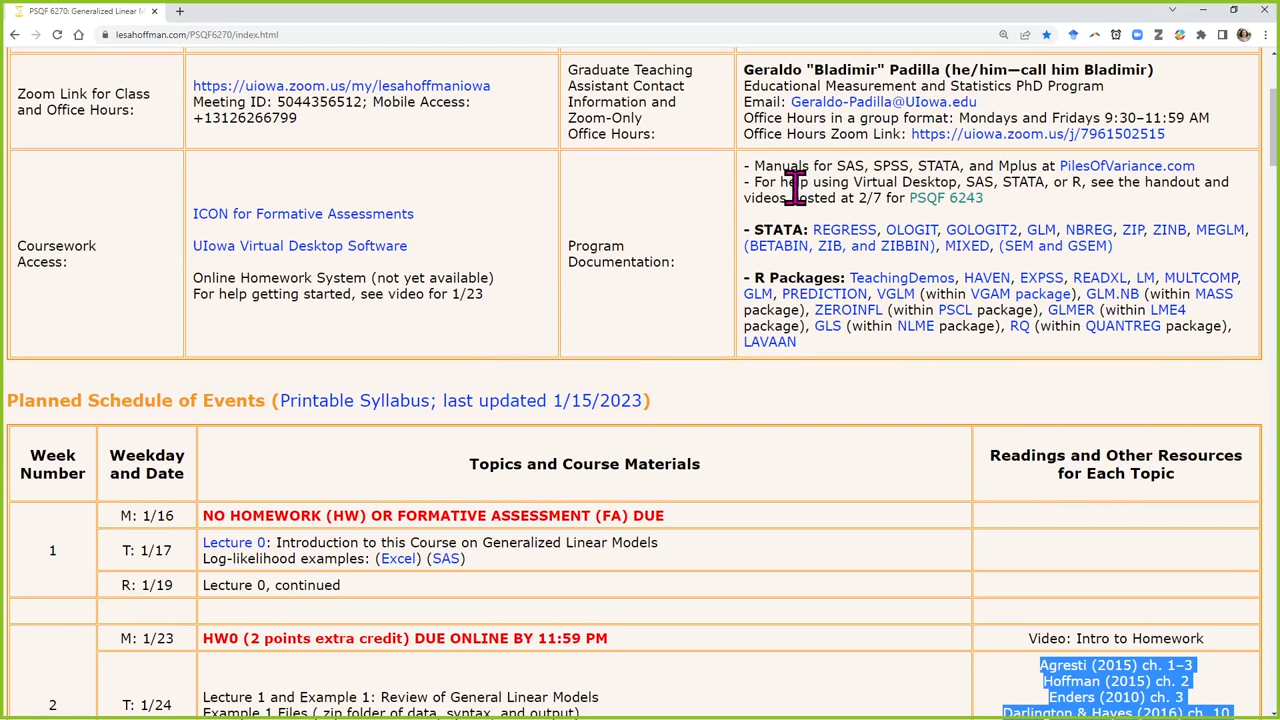 PSQF 6270: Generalized Linear M
lesahoffman.com/PSQF6270/index.html
Zoom Link for Class
and Office Hours:
https://uiowa.zoom.us/my/lesahoffmaniowa
Meeting ID: 5044356512; Mobile Access:
+13126266799
Graduate Teaching
Assistant Contact
Information and
Zoom-Only
Office Hours:
Geraldo "Bladimir" Padilla (he/him—call him Bladimir)
Educational Measurement and Statistics PhD Program
Email: Geraldo-Padilla@UIowa.edu
Office Hours in a group format: Mondays and Fridays 9:30–11:59 AM
Office Hours Zoom Link: https://uiowa.zoom.us/j/7961502515
Coursework
Access:
ICON for Formative Assessments
UIowa Virtual Desktop Software
Online Homework System (not yet available)
For help getting started, see video for 1/23
Program
Documentation:
- Manuals for SAS, SPSS, STATA, and Mplus at PilesOfVariance.com
- For help using Virtual Desktop, SAS, STATA, or R, see the handout and
videos posted at 2/7 for PSQF 6243
- STATA: REGRESS, OLOGIT, GOLOGIT2, GLM, NBREG, ZIP, ZINB, MEGLM,
(BETABIN, ZIB, and ZIBBIN), MIXED, (SEM and GSEM)
- R Packages: TeachingDemos, HAVEN, EXPSS, READXL, LM, MULTCOMP,
GLM, PREDICTION, VGLM (within VGAM package), GLM.NB (within MASS
package), ZEROINFL (within PSCL package), GLMER (within LME4
package), GLS (within NLME package), RQ (within QUANTREG package),
LAVAAN
Planned Schedule of Events (Printable Syllabus; last updated 1/15/2023)
Week
Number
Weekday
and Date
Topics and Course Materials
Readings and Other Resources
for Each Topic
1
M: 1/16
NO HOMEWORK (HW) OR FORMATIVE ASSESSMENT (FA) DUE
T: 1/17
Lecture 0: Introduction to this Course on Generalized Linear Models
Log-likelihood examples: (Excel) (SAS)
R: 1/19
Lecture 0, continued
2
M: 1/23
HW0 (2 points extra credit) DUE ONLINE BY 11:59 PM
Video: Intro to Homework
T: 1/24
Lecture 1 and Example 1: Review of General Linear Models
Example 1 Files (.zip folder of data, syntax, and output)
Agresti (2015) ch. 1–3
Hoffman (2015) ch. 2
Enders (2010) ch. 3
Darlington & Hayes (2016) ch. 10